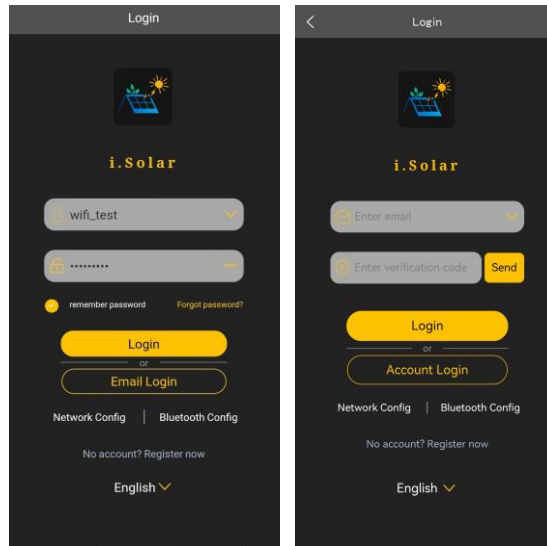 Login
i.Solar
wifi_test
•••••••••
remember password Forgot password?
Login
or
Email Login
Network Config | Bluetooth Config
No account? Register now
English
Login
i.Solar
Enter email
Enter verification code Send
Login
or
Account Login
Network Config | Bluetooth Config
No account? Register now
English